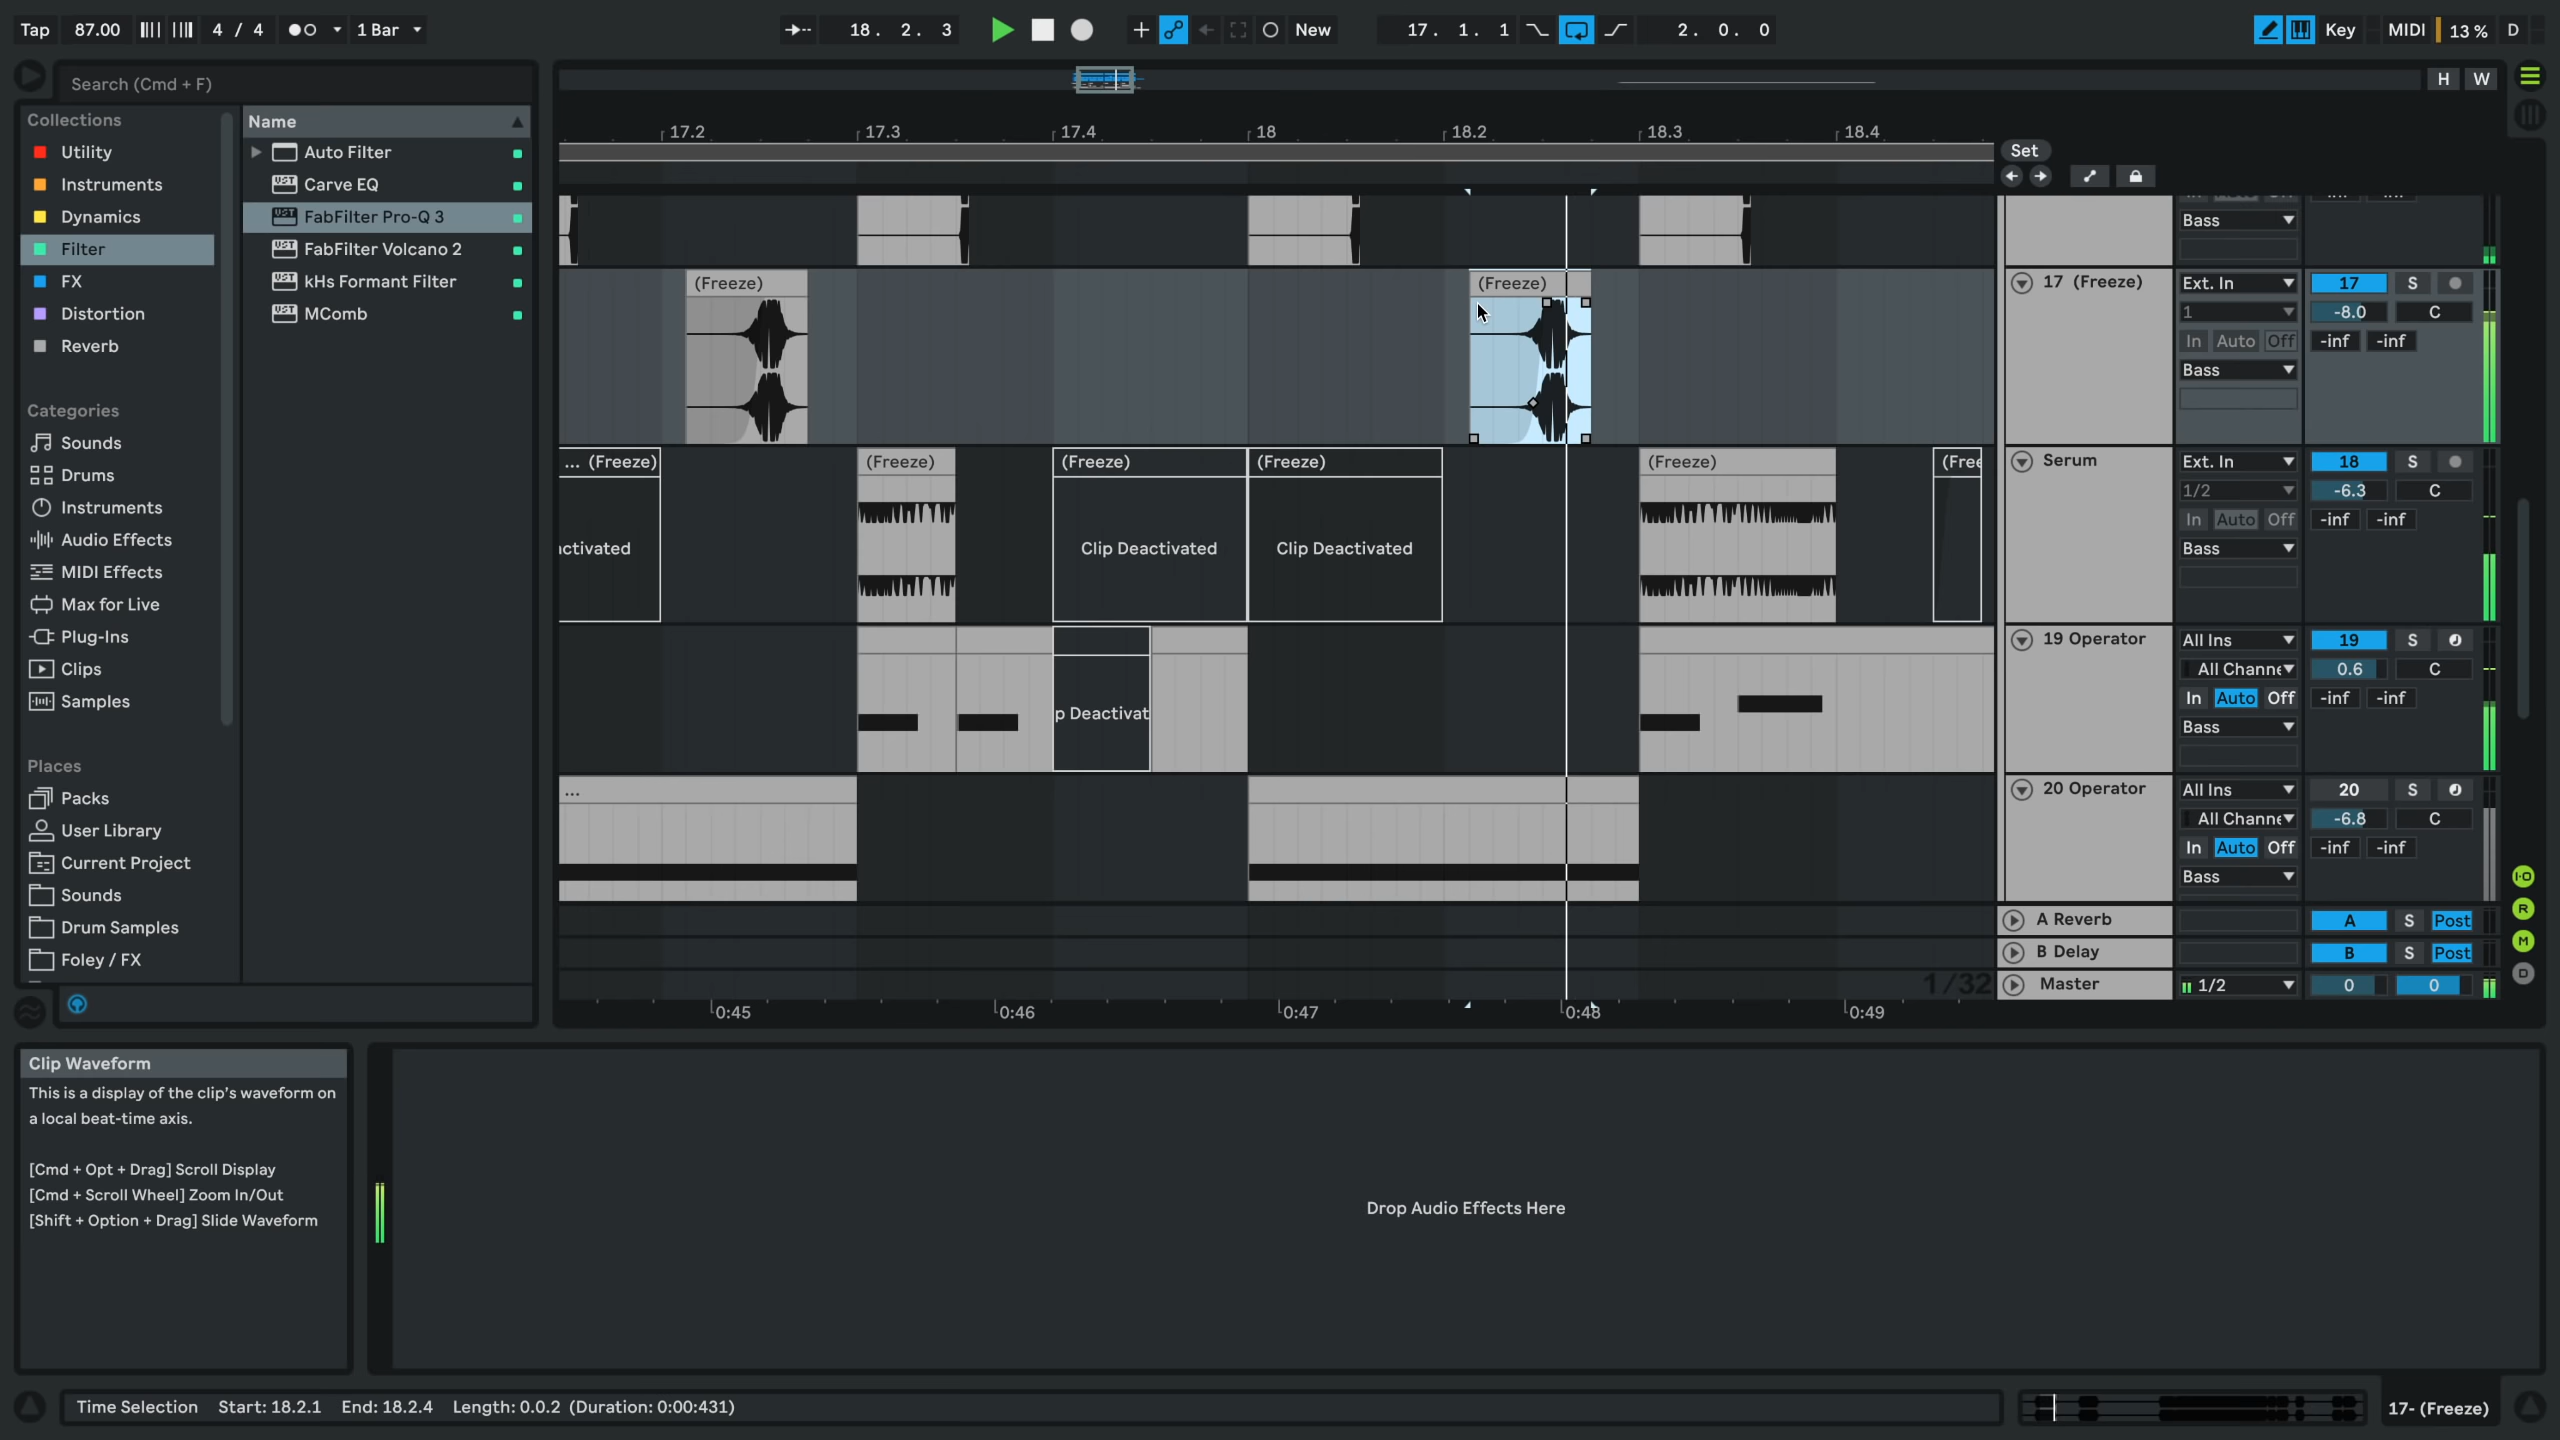 Tap 87.00 4 / 4 1 Bar 18. 2. 3 New 17. 1. 1 2. 0. 0 Key MIDI 13 % D
Search (Cmd + F)
H W
Collections
Utility
Instruments
Dynamics
Filter
FX
Distortion
Reverb
Categories
Sounds
Drums
Instruments
Audio Effects
MIDI Effects
Max for Live
Plug-Ins
Clips
Samples
Places
Packs
User Library
Current Project
Sounds
Drum Samples
Foley / FX
Name
Auto Filter
Carve EQ
FabFilter Pro-Q 3
FabFilter Volcano 2
kHs Formant Filter
MComb
17.2 17.3 17.4 18 18.2 18.3 18.4
Set
Bass
(Freeze) (Freeze)
17 (Freeze) Ext. In 17 S
1 -8.0 C
In Auto Off -inf -inf
Bass
... (Freeze) (Freeze) (Freeze) (Freeze) (Freeze) (Free
Serum Ext. In 18 S
1/2 -6.3 C
In Auto Off -inf -inf
ctivated Clip Deactivated Clip Deactivated
Bass
19 Operator All Ins 19 S
All Channe 0.6 C
In Auto Off -inf -inf
p Deactivat
Bass
...
20 Operator All Ins 20 S
All Channe -6.8 C
In Auto Off -inf -inf
Bass
I·O
R
M
D
A Reverb A S Post
B Delay B S Post
1/32 Master 1/2 0 0
0:45 0:46 0:47 0:48 0:49
Clip Waveform
This is a display of the clip's waveform on
a local beat-time axis.
[Cmd + Opt + Drag] Scroll Display
[Cmd + Scroll Wheel] Zoom In/Out
[Shift + Option + Drag] Slide Waveform
Drop Audio Effects Here
Time Selection Start: 18.2.1 End: 18.2.4 Length: 0.0.2 (Duration: 0:00:431)
17- (Freeze)